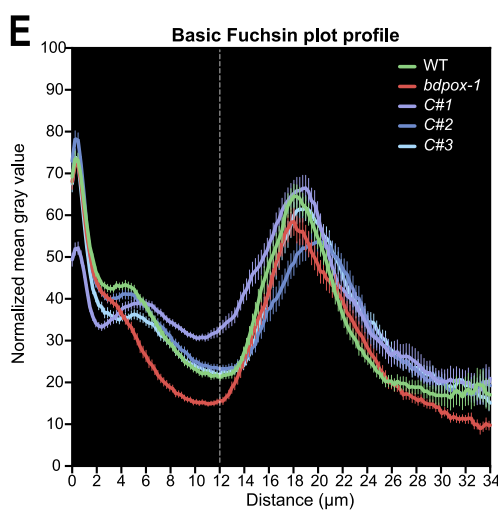 E
Basic Fuchsin plot profile
Normalized mean gray value
100
90
80
70
60
50
40
30
20
10
0
WT
bdpox-1
C#1
C#2
C#3
0 2 4 6 8 10 12 14 16 18 20 22 24 26 28 30 32 34
Distance (µm)